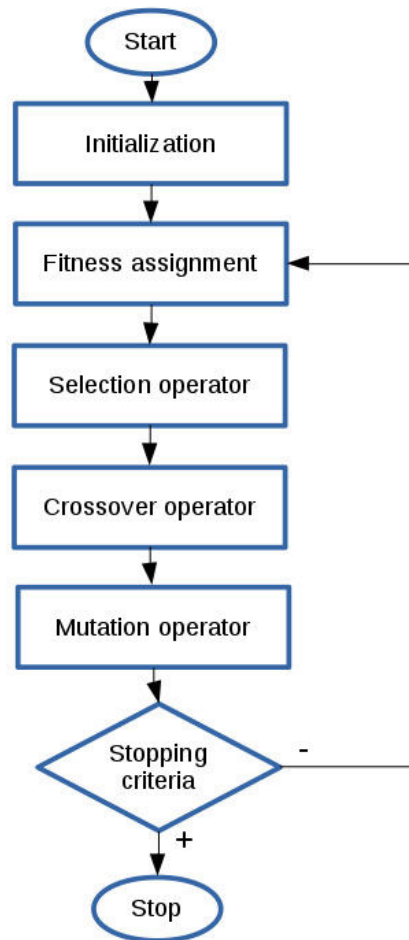 Start
Initialization
Fitness assignment
Selection operator
Crossover operator
Mutation operator
Stopping
criteria
-
+
Stop